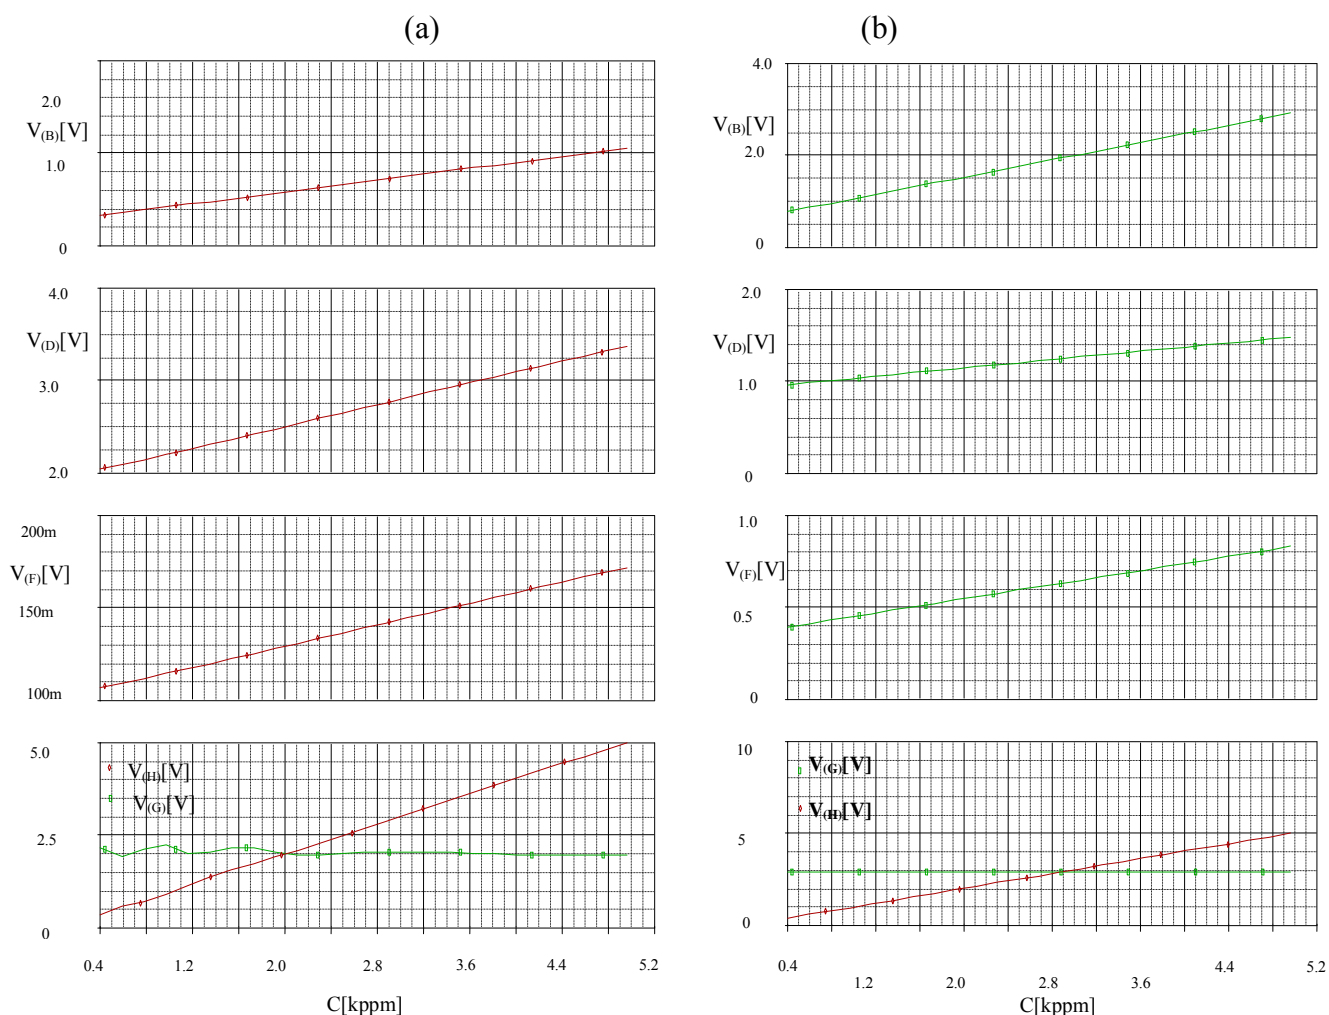 (a)
2.0
V(B)[V]
1.0
0
4.0
V(D)[V]
3.0
2.0
200m
V(F)[V]
150m
100m
5.0
V(H)[V]
V(G)[V]
2.5
0
0.4 1.2 2.0 2.8 3.6 4.4 5.2
C[kppm]
(b)
4.0
V(B)[V]
2.0
0
2.0
V(D)[V]
1.0
0
1.0
V(F)[V]
0.5
0
10
V(G)[V]
V(H)[V]
5
0
0.4 1.2 2.0 2.8 3.6 4.4 5.2
C[kppm]